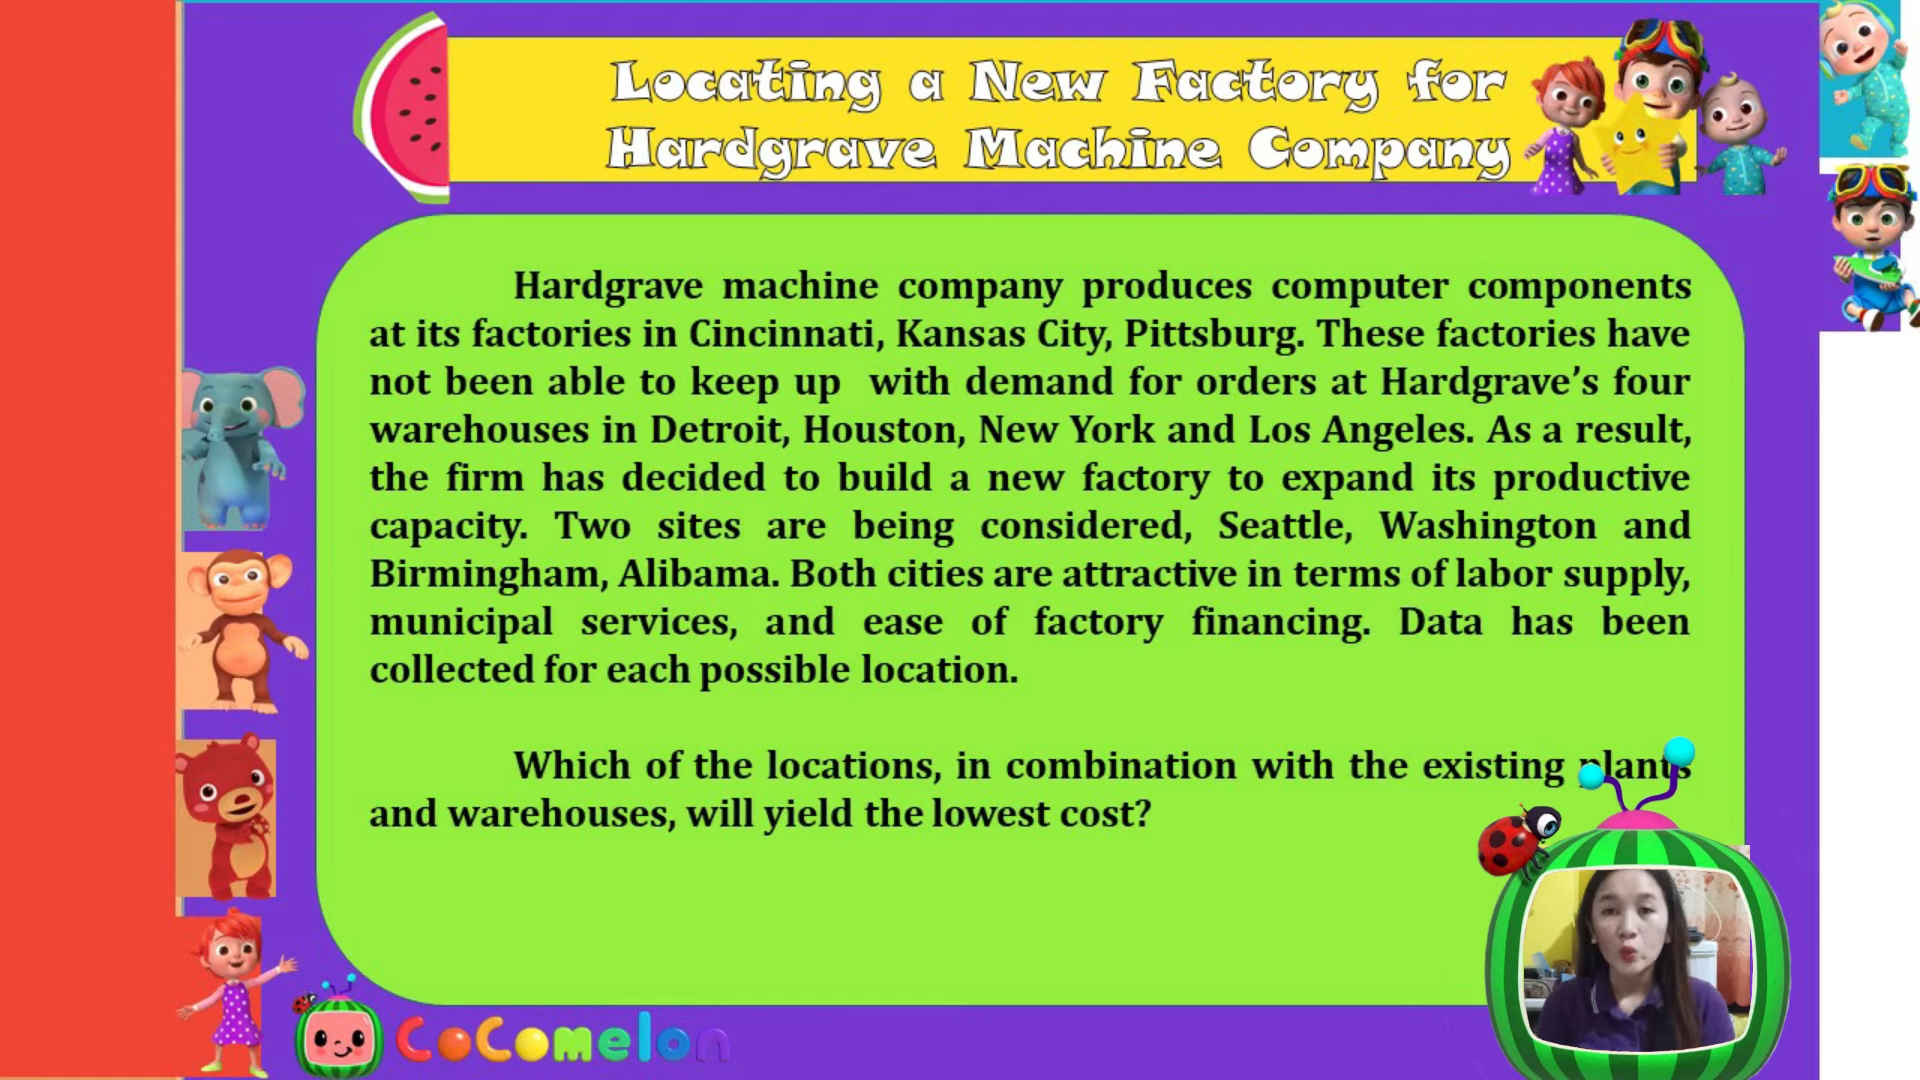 Locating a New Factory for
Hardgrave Machine Company
Hardgrave machine company produces computer components
at its factories in Cincinnati, Kansas City, Pittsburg. These factories have
not been able to keep up with demand for orders at Hardgrave's four
warehouses in Detroit, Houston, New York and Los Angeles. As a result,
the firm has decided to build a new factory to expand its productive
capacity. Two sites are being considered, Seattle, Washington and
Birmingham, Alibama. Both cities are attractive in terms of labor supply,
municipal services, and ease of factory financing. Data has been
collected for each possible location.
Which of the locations, in combination with the existing plants
and warehouses, will yield the lowest cost?
CoComelon